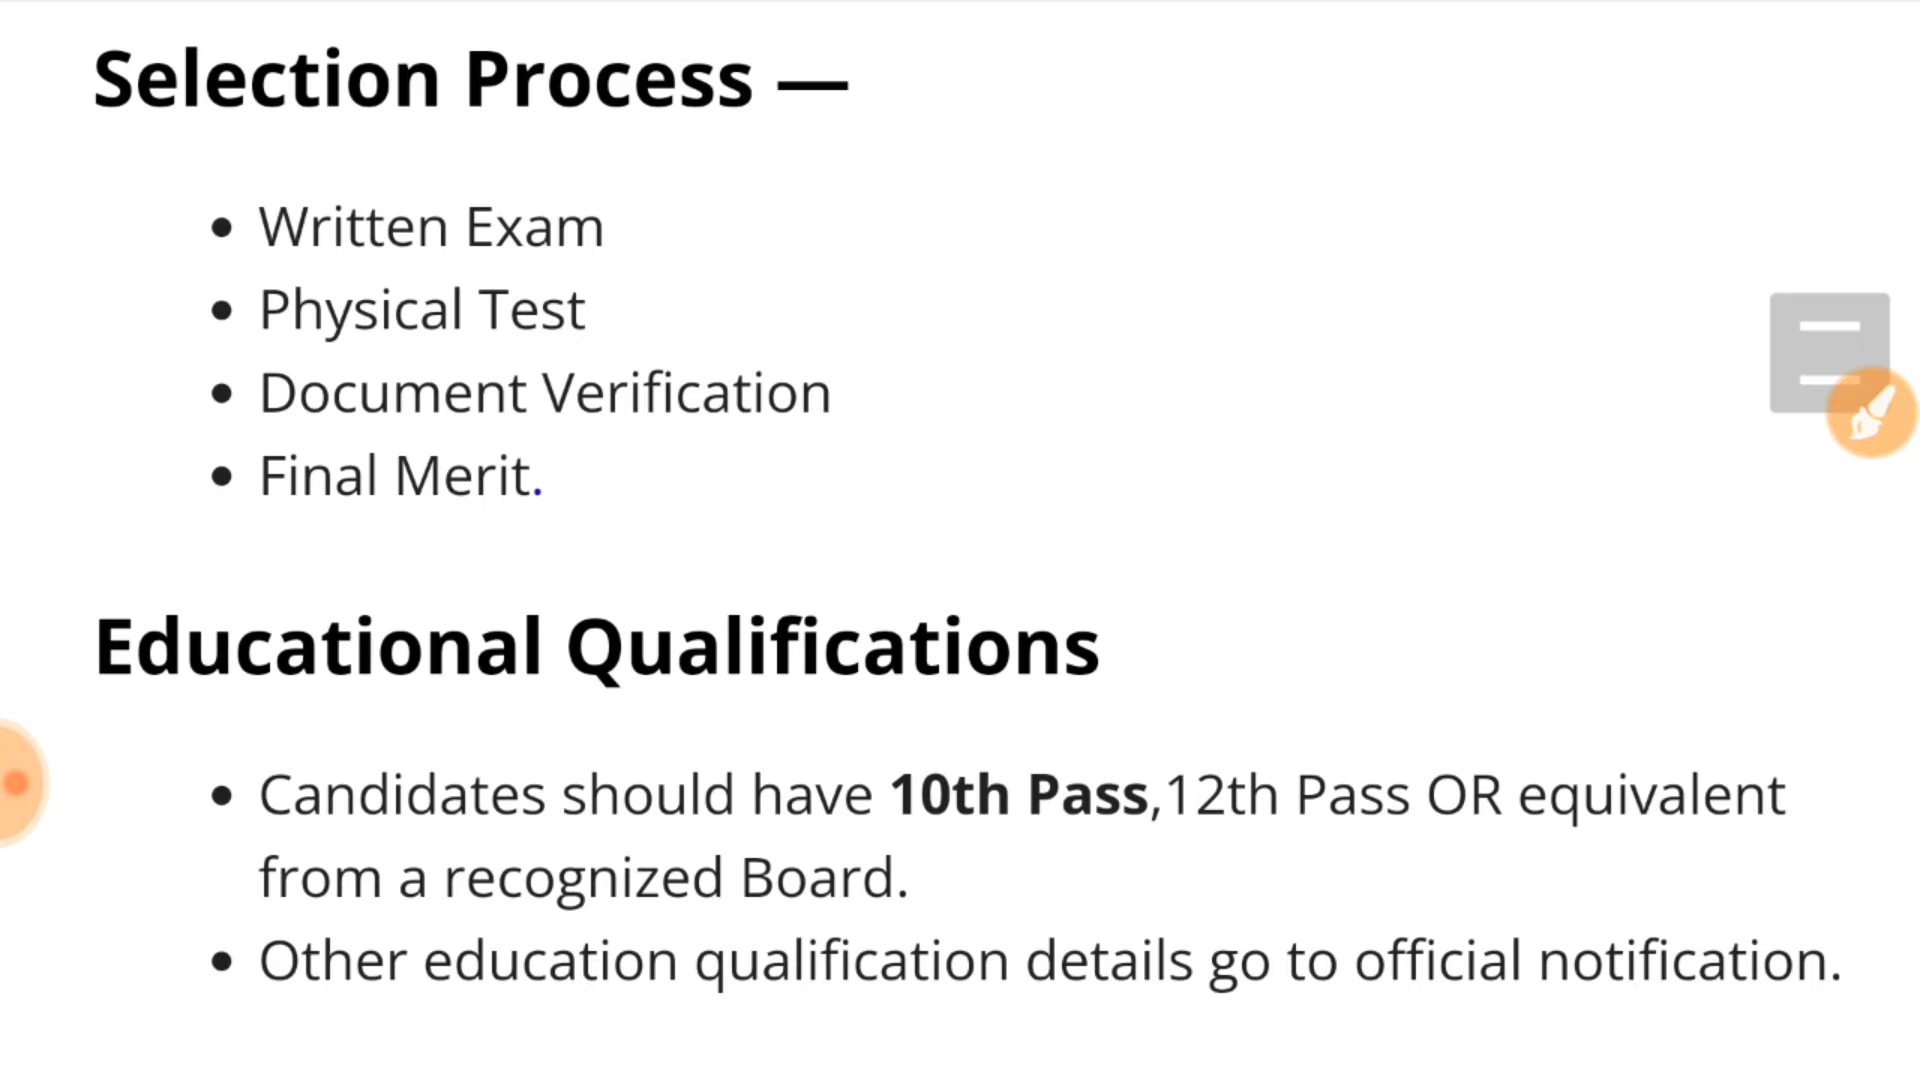 Selection Process —
• Written Exam
• Physical Test
• Document Verification
• Final Merit.
Educational Qualifications
• Candidates should have 10th Pass,12th Pass OR equivalent
from a recognized Board.
• Other education qualification details go to official notification.